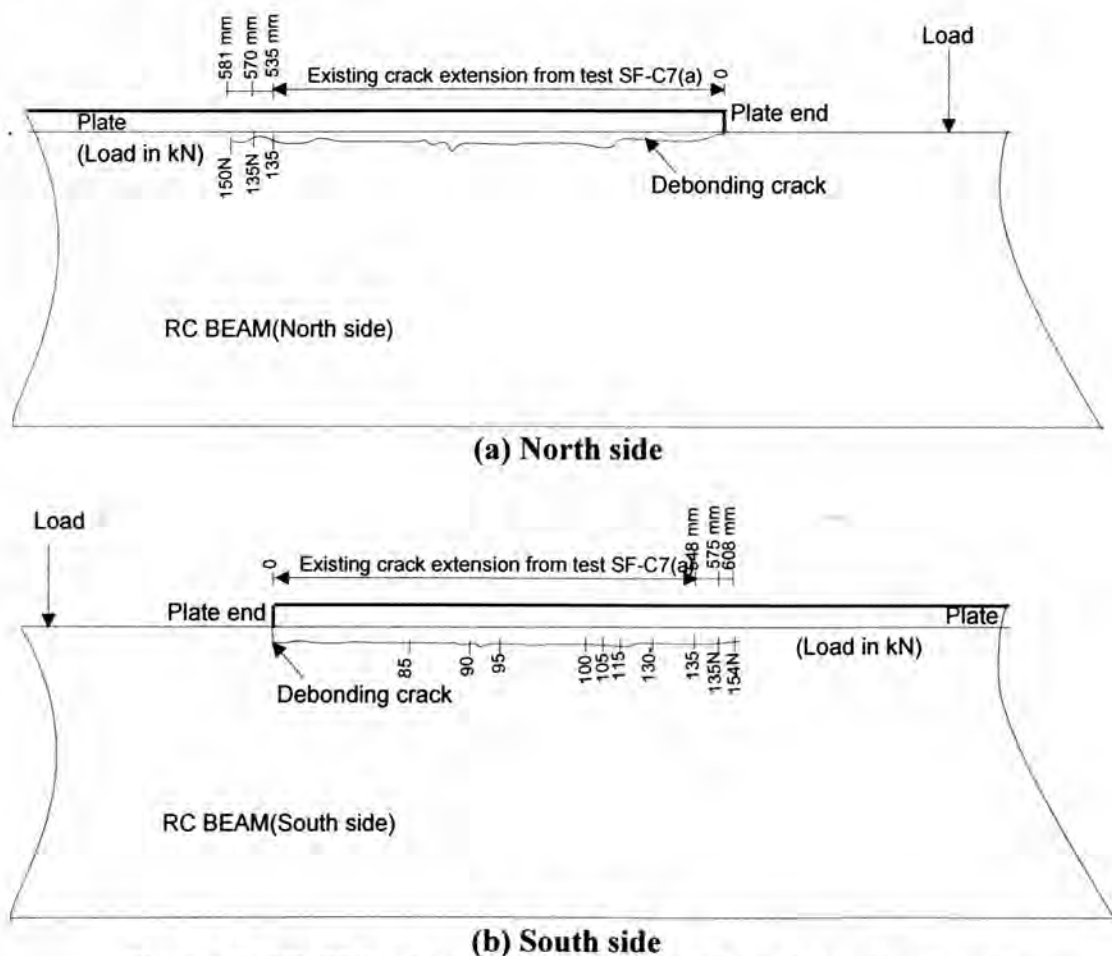 581 mm
570 mm
535 mm
Existing crack extension from test SF-C7(a)
0
Load
Plate
Plate end
(Load in kN)
150N
135N
135
Debonding crack
RC BEAM(North side)
(a) North side
Load
0
Existing crack extension from test SF-C7(a)
575 mm
608 mm
Plate end
Plate
(Load in kN)
85
90
95
100
105
115
130
135
135N
154N
Debonding crack
RC BEAM(South side)
(b) South side